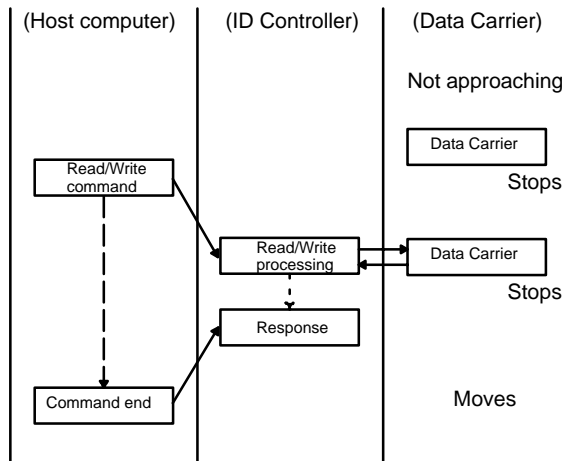 (Host computer)
(ID Controller)
(Data Carrier)
Not approaching
Data Carrier
Stops
Read/Write
command
Read/Write
processing
Data Carrier
Stops
Response
Command end
Moves